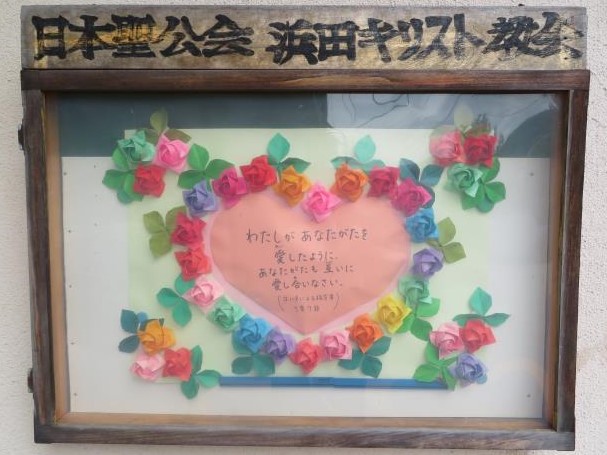 日本聖公会 浜田キリスト教会
わたしが あなたがたを
愛したように、
あなたがたも 互いに
愛し合いなさい。